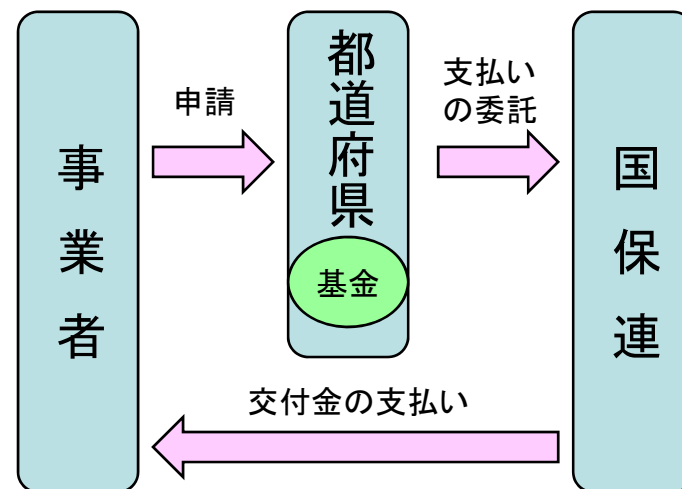 事業者
申請
都道府県
基金
支払い
の委託
国保連
交付金の支払い